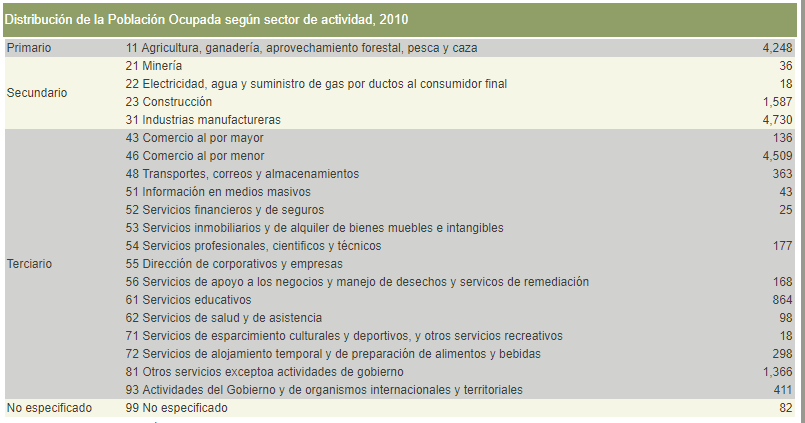 Distribución de la Población Ocupada según sector de actividad, 2010
Primario 11 Agricultura, ganadería, aprovechamiento forestal, pesca y caza 4,248
Secundario
21 Minería 36
22 Electricidad, agua y suministro de gas por ductos al consumidor final 18
23 Construcción 1,587
31 Industrias manufactureras 4,730
Terciario
43 Comercio al por mayor 136
46 Comercio al por menor 4,509
48 Transportes, correos y almacenamientos 363
51 Información en medios masivos 43
52 Servicios financieros y de seguros 25
53 Servicios inmobiliarios y de alquiler de bienes muebles e intangibles
54 Servicios profesionales, cientificos y técnicos 177
55 Dirección de corporativos y empresas
56 Servicios de apoyo a los negocios y manejo de desechos y servicos de remediación 168
61 Servicios educativos 864
62 Servicios de salud y de asistencia 98
71 Servicios de esparcimiento culturales y deportivos, y otros servicios recreativos 18
72 Servicios de alojamiento temporal y de preparación de alimentos y bebidas 298
81 Otros servicios exceptoa actividades de gobierno 1,366
93 Actividades del Gobierno y de organismos internacionales y territoriales 411
No especificado 99 No especificado 82